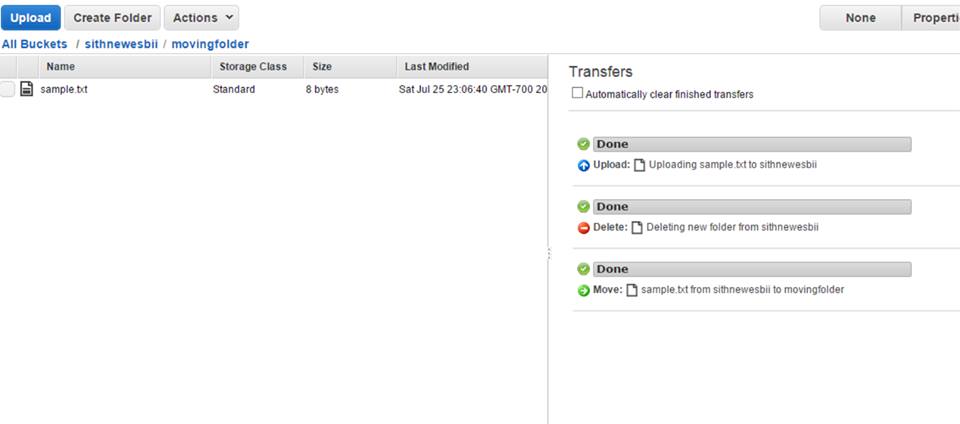 Upload Create Folder Actions None Properti
All Buckets / sithnewesbii / movingfolder
Name Storage Class Size Last Modified
sample.txt Standard 8 bytes Sat Jul 25 23:06:40 GMT-700 20
Transfers
Automatically clear finished transfers
Done
Upload: Uploading sample.txt to sithnewesbii
Done
Delete: Deleting new folder from sithnewesbii
Done
Move: sample.txt from sithnewesbii to movingfolder